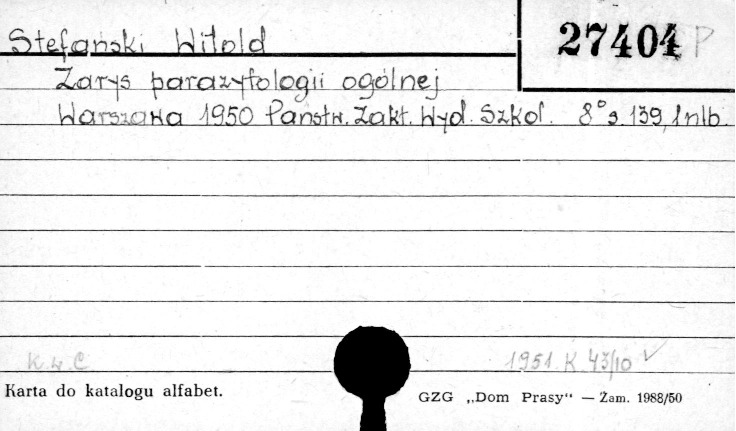 Stefański Witold
27404 P
Zarys parazytologii ogólnej
Warszawa 1950 Państw. Zakł. Wyd. Szkol. 8° s 139, 1 nlb.
K. w. C
1951 K 43/10 ✓
Karta do katalogu alfabet.
GZG „Dom Prasy“ — Zam. 1988/50